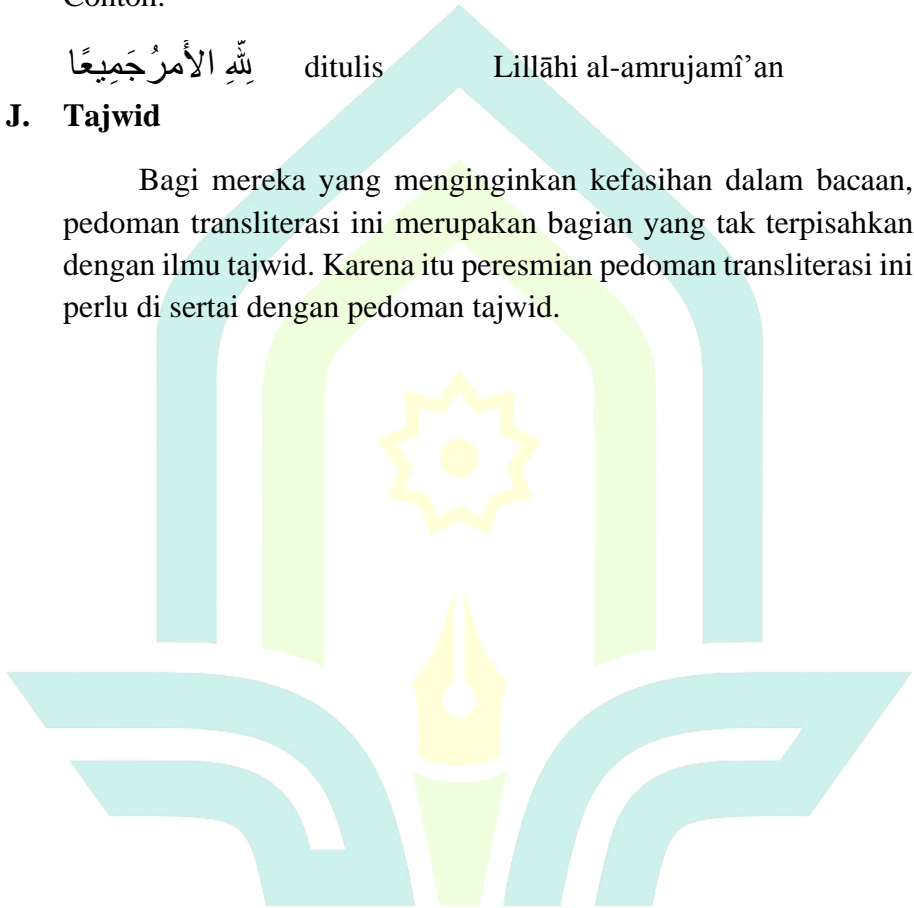 Contoh:
لِلّٰهِ الأَمرُجَمِيعًا ditulis Lillāhi al-amrujamî’an
J. Tajwid
Bagi mereka yang menginginkan kefasihan dalam bacaan,
pedoman transliterasi ini merupakan bagian yang tak terpisahkan
dengan ilmu tajwid. Karena itu peresmian pedoman transliterasi ini
perlu di sertai dengan pedoman tajwid.